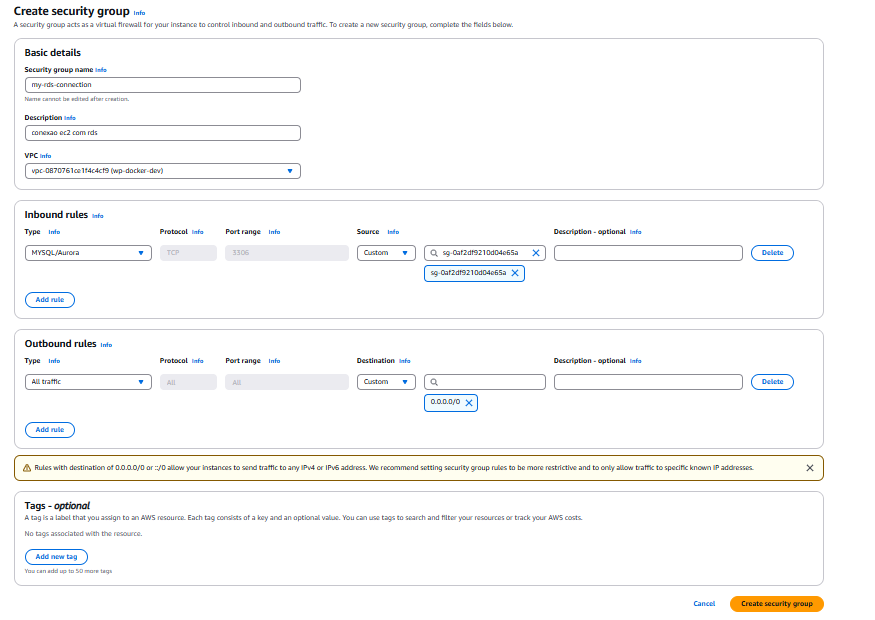 Create security group Info
A security group acts as a virtual firewall for your instance to control inbound and outbound traffic. To create a new security group, complete the fields below.
Basic details
Security group name Info
my-rds-connection
Name cannot be edited after creation.
Description Info
conexao ec2 com rds
VPC Info
vpc-0870761ce1f4c4cf9 (wp-docker-dev)
Inbound rules Info
Type Info Protocol Info Port range Info Source Info Description - optional Info
MYSQL/Aurora TCP 3306 Custom sg-0af2df9210d04e65a Delete
sg-0af2df9210d04e65a
Add rule
Outbound rules Info
Type Info Protocol Info Port range Info Destination Info Description - optional Info
All traffic All All Custom Delete
0.0.0.0/0
Add rule
Rules with destination of 0.0.0.0/0 or ::/0 allow your instances to send traffic to any IPv4 or IPv6 address. We recommend setting security group rules to be more restrictive and to only allow traffic to specific known IP addresses.
Tags - optional
A tag is a label that you assign to an AWS resource. Each tag consists of a key and an optional value. You can use tags to search and filter your resources or track your AWS costs.
No tags associated with the resource.
Add new tag
You can add up to 50 more tags
Cancel Create security group